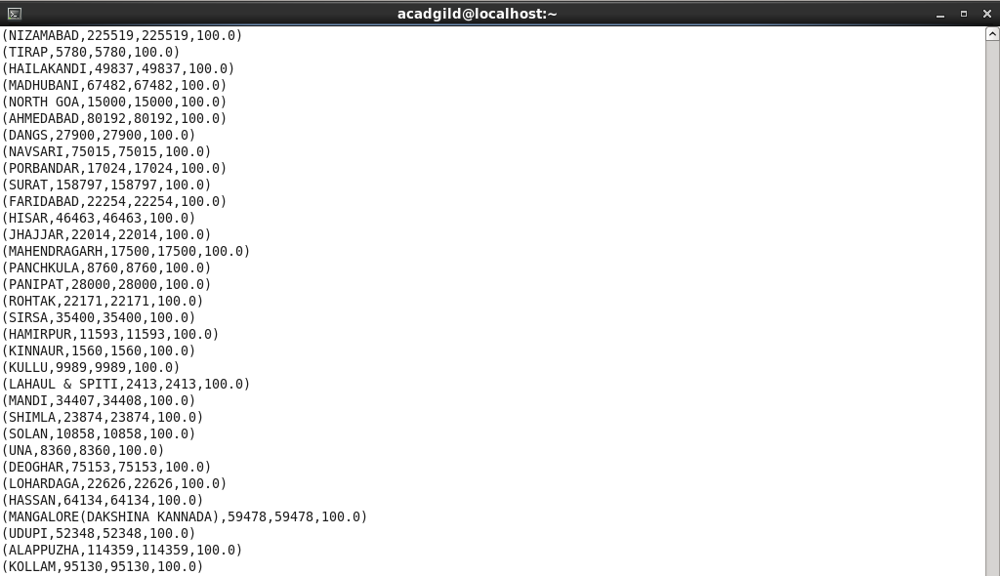 acadgild@localhost:~
(NIZAMABAD,225519,225519,100.0)
(TIRAP,5780,5780,100.0)
(HAILAKANDI,49837,49837,100.0)
(MADHUBANI,67482,67482,100.0)
(NORTH GOA,15000,15000,100.0)
(AHMEDABAD,80192,80192,100.0)
(DANGS,27900,27900,100.0)
(NAVSARI,75015,75015,100.0)
(PORBANDAR,17024,17024,100.0)
(SURAT,158797,158797,100.0)
(FARIDABAD,22254,22254,100.0)
(HISAR,46463,46463,100.0)
(JHAJJAR,22014,22014,100.0)
(MAHENDRAGARH,17500,17500,100.0)
(PANCHKULA,8760,8760,100.0)
(PANIPAT,28000,28000,100.0)
(ROHTAK,22171,22171,100.0)
(SIRSA,35400,35400,100.0)
(HAMIRPUR,11593,11593,100.0)
(KINNAUR,1560,1560,100.0)
(KULLU,9989,9989,100.0)
(LAHAUL & SPITI,2413,2413,100.0)
(MANDI,34407,34408,100.0)
(SHIMLA,23874,23874,100.0)
(SOLAN,10858,10858,100.0)
(UNA,8360,8360,100.0)
(DEOGHAR,75153,75153,100.0)
(LOHARDAGA,22626,22626,100.0)
(HASSAN,64134,64134,100.0)
(MANGALORE(DAKSHINA KANNADA),59478,59478,100.0)
(UDUPI,52348,52348,100.0)
(ALAPPUZHA,114359,114359,100.0)
(KOLLAM,95130,95130,100.0)